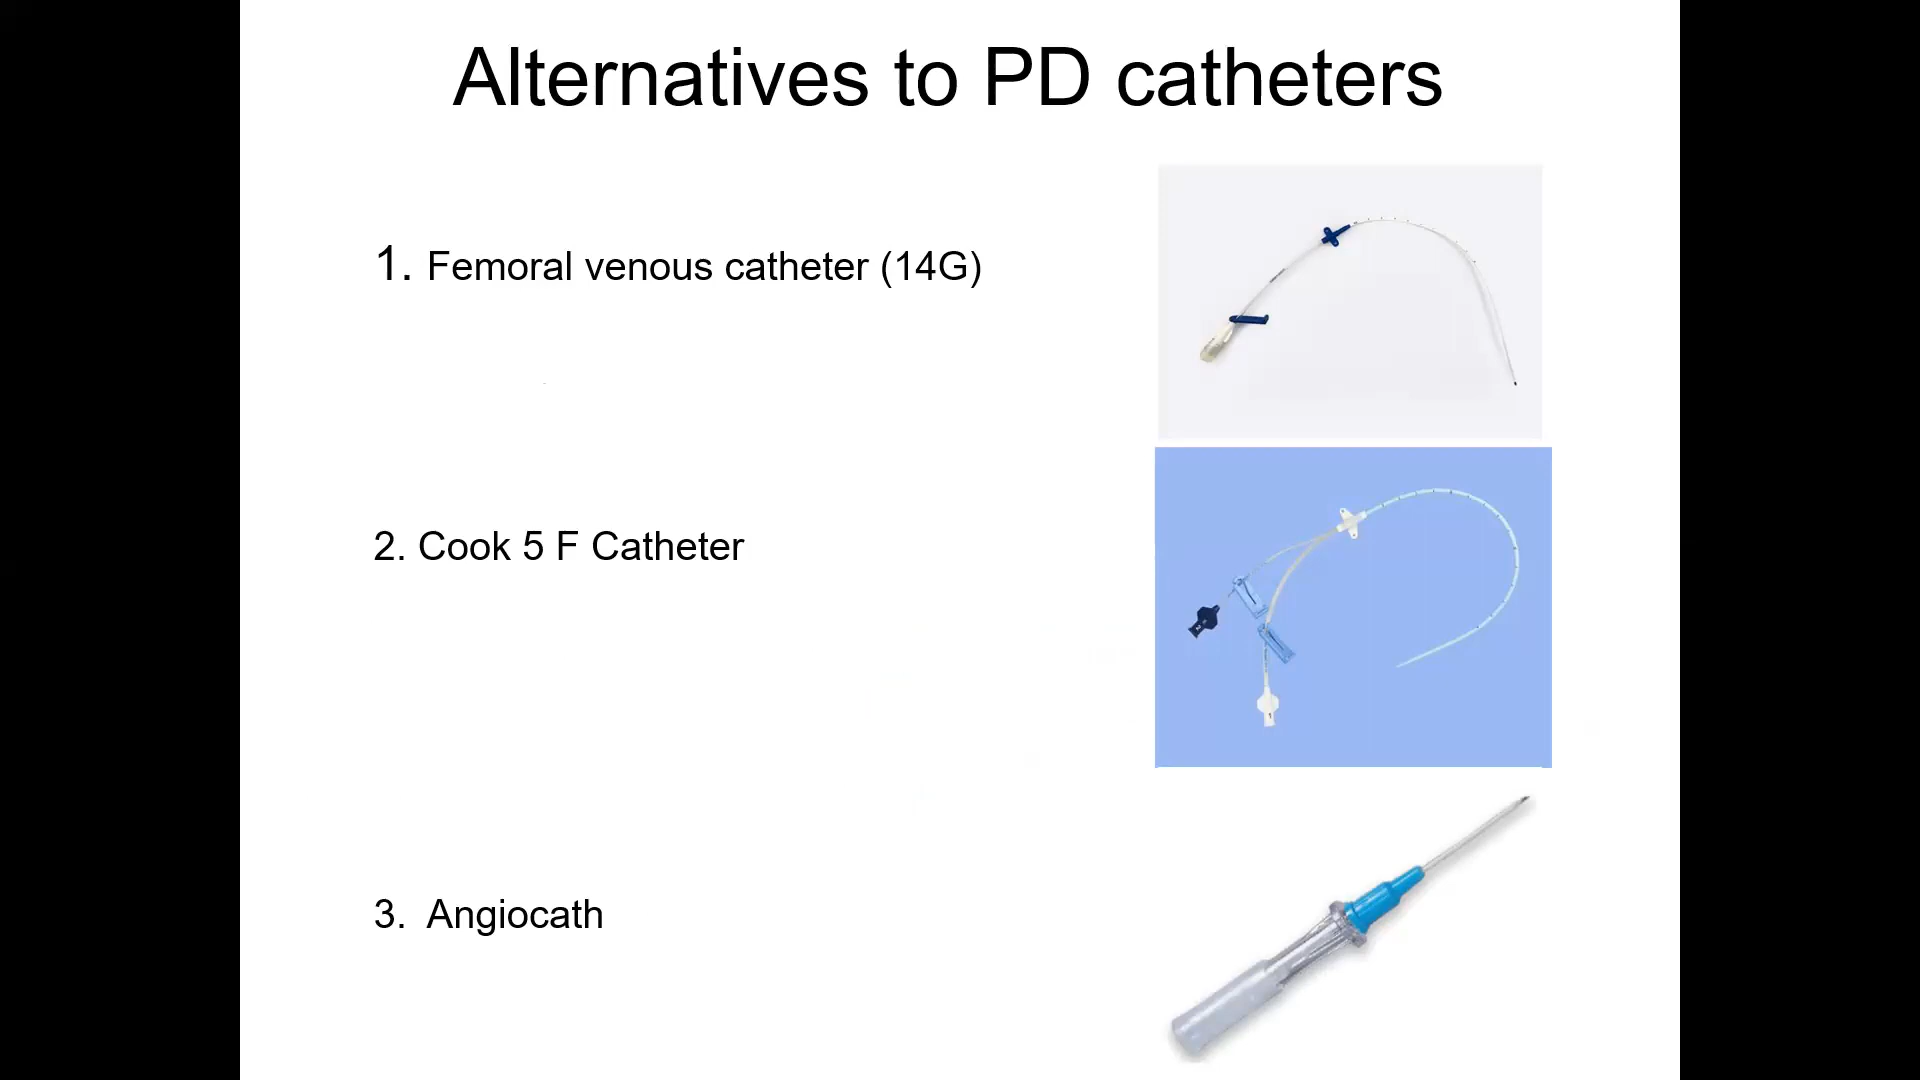 Alternatives to PD catheters
1. Femoral venous catheter (14G)
2. Cook 5 F Catheter
3. Angiocath